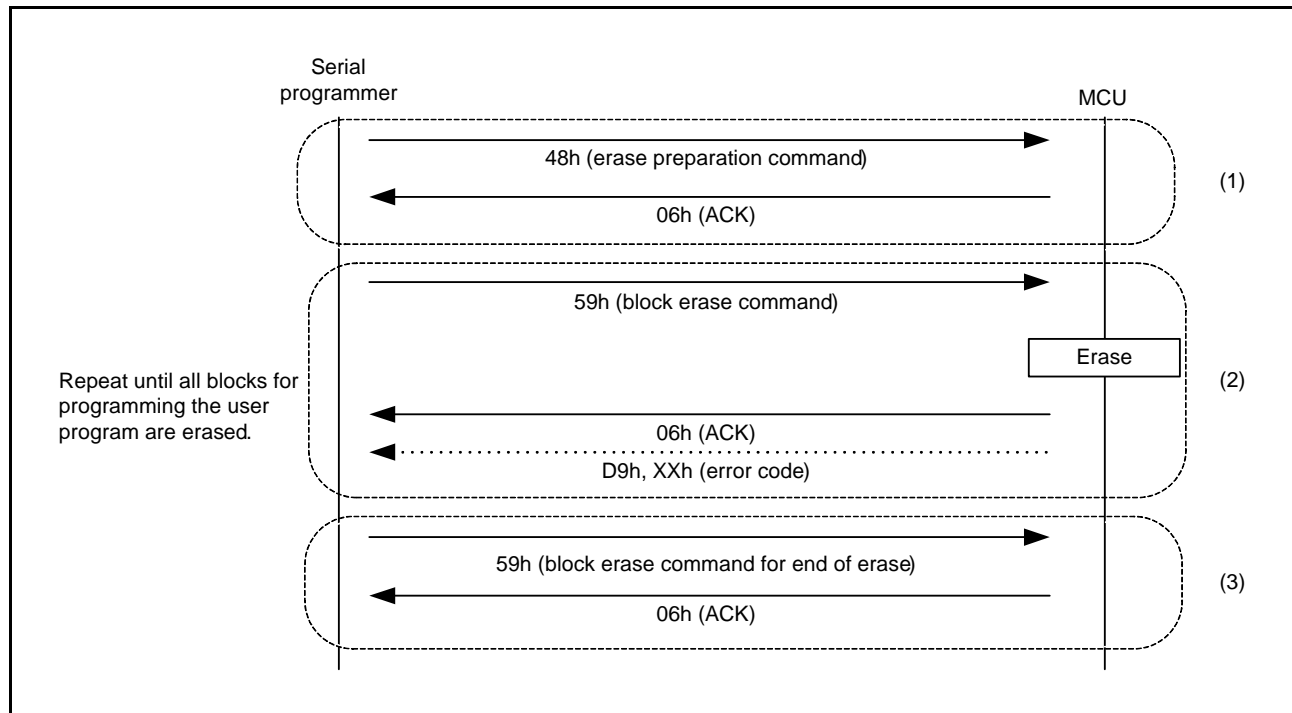 Serial
programmer
MCU
48h (erase preparation command)
(1)
06h (ACK)
59h (block erase command)
Erase
Repeat until all blocks for
programming the user
program are erased.
(2)
06h (ACK)
D9h, XXh (error code)
59h (block erase command for end of erase)
(3)
06h (ACK)